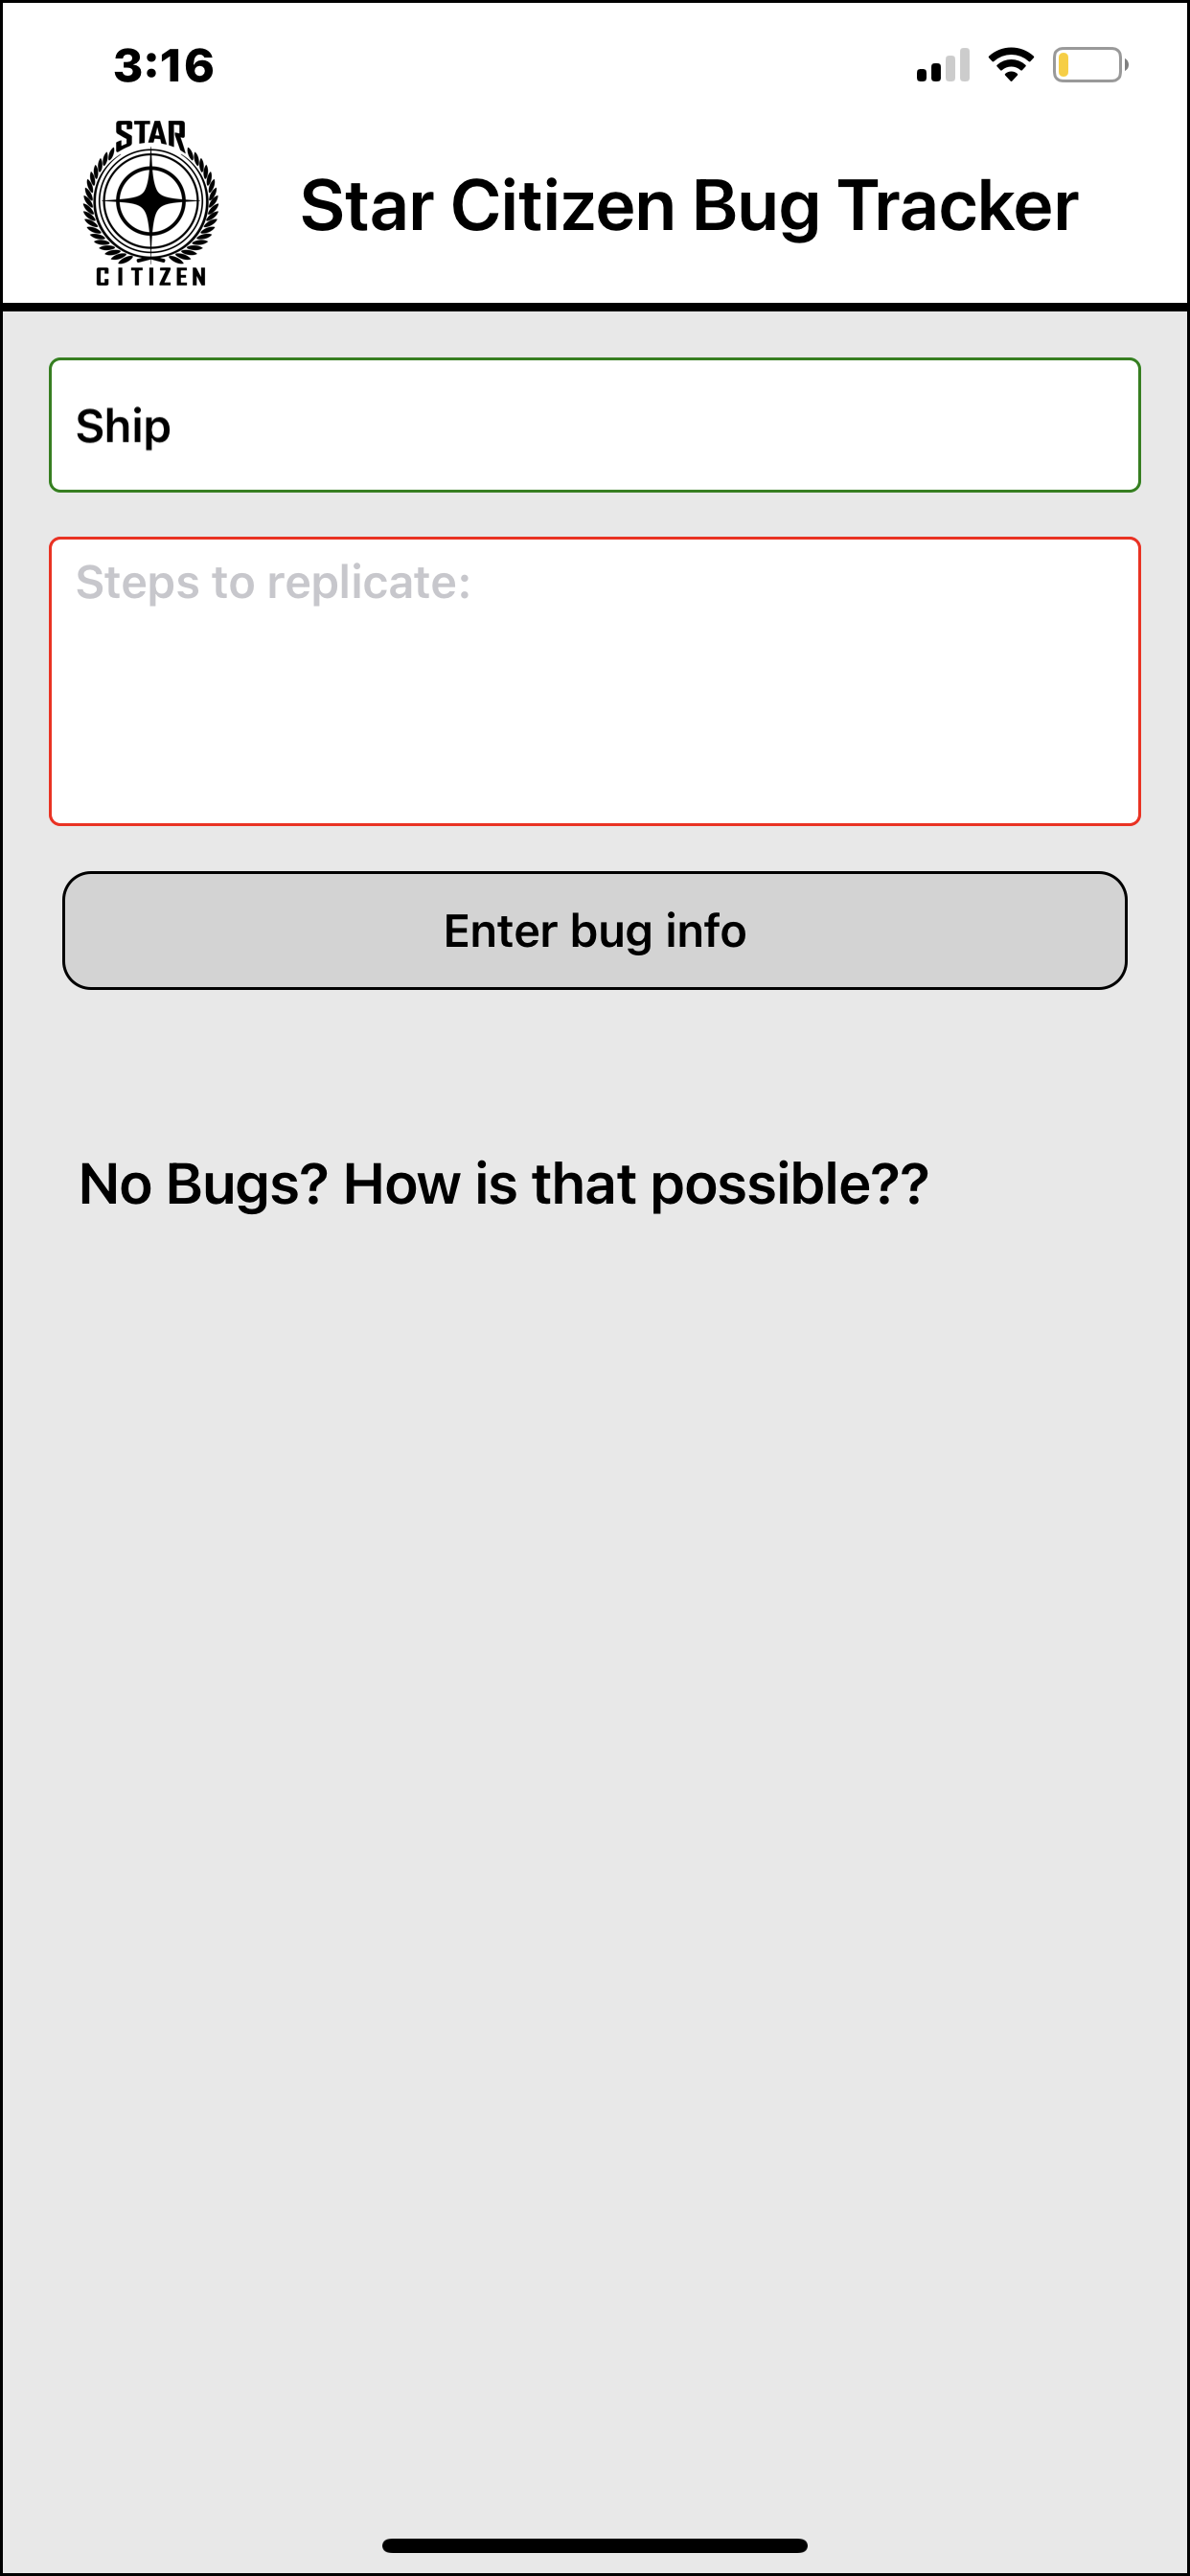 3:16
STAR
CITIZEN
Star Citizen Bug Tracker
Ship
Steps to replicate:
Enter bug info
No Bugs? How is that possible??